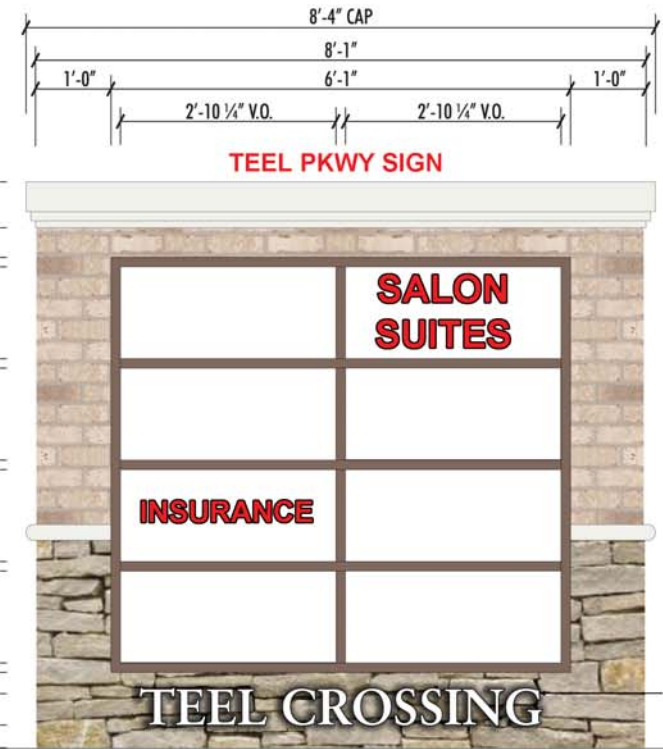 8'-4" CAP
8'-1"
1'-0" 6'-1" 1'-0"
2'-10 ¼" V.O. 2'-10 ¼" V.O.
TEEL PKWY SIGN
SALON
SUITES
INSURANCE
TEEL CROSSING